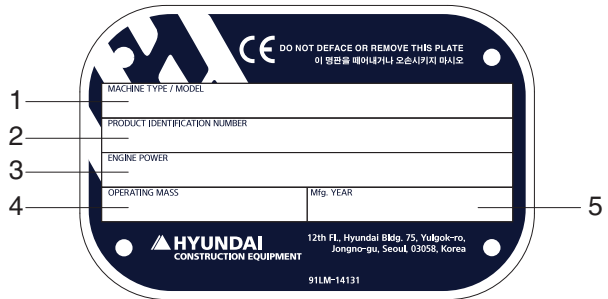 CE DO NOT DEFACE OR REMOVE THIS PLATE
이 명판을 떼어내거나 오손시키지 마시오
1 MACHINE TYPE / MODEL
2 PRODUCT IDENTIFICATION NUMBER
3 ENGINE POWER
4 OPERATING MASS Mfg. YEAR 5
HYUNDAI
CONSTRUCTION EQUIPMENT
12th Fl., Hyundai Bldg. 75, Yulgok-ro,
Jongno-gu, Seoul, 03058, Korea
91LM-14131